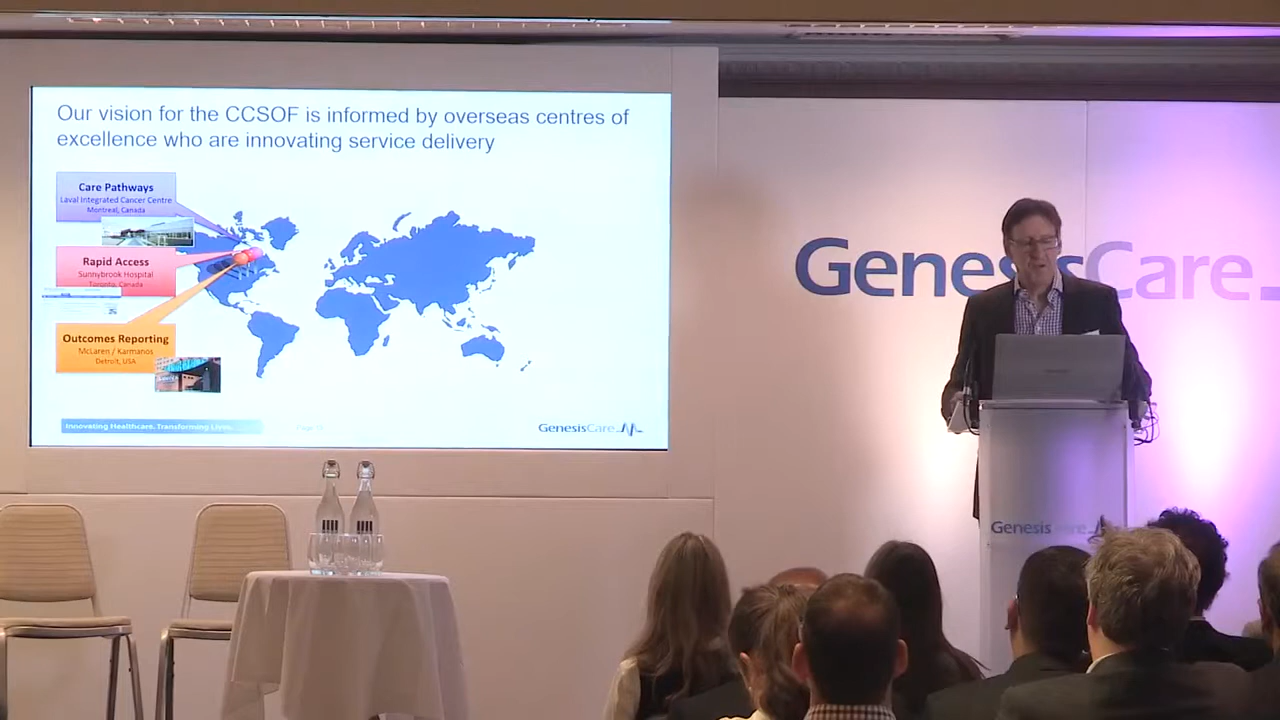 Our vision for the CCSOF is informed by overseas centres of
excellence who are innovating service delivery
Care Pathways
Laval Integrated Cancer Centre
Montreal, Canada
Rapid Access
Sunnybrook Hospital
Toronto, Canada
Outcomes Reporting
McLaren / Karmanos
Detroit, USA
Innovating Healthcare. Transforming Lives.
GenesisCare
GenesisCare
Genesis